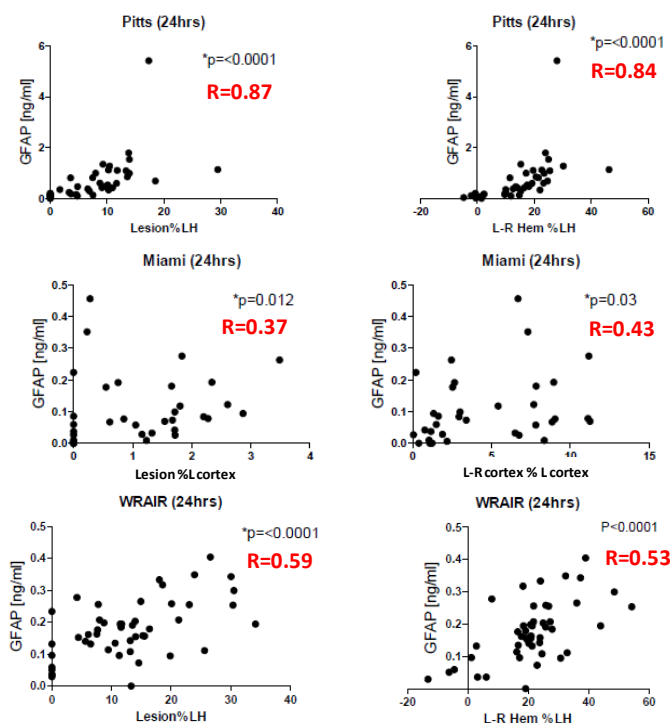 Pitts (24hrs)
GFAP [ng/ml]
6
4
2
0
*p=<0.0001
R=0.87
0 10 20 30 40
Lesion%LH
Pitts (24hrs)
GFAP [ng/ml]
6
4
2
0
*p=<0.0001
R=0.84
-20 0 20 40 60
L-R Hem %LH
Miami (24hrs)
GFAP [ng/ml]
0.5
0.4
0.3
0.2
0.1
0.0
*p=0.012
R=0.37
0 1 2 3 4
Lesion %L cortex
Miami (24hrs)
GFAP [ng/ml]
0.5
0.4
0.3
0.2
0.1
0.0
*p=0.03
R=0.43
0 5 10 15
L-R cortex % L cortex
WRAIR (24hrs)
GFAP [ng/ml]
0.5
0.4
0.3
0.2
0.1
0.0
*p=<0.0001
R=0.59
0 10 20 30 40
Lesion%LH
WRAIR (24hrs)
GFAP [ng/ml]
0.5
0.4
0.3
0.2
0.1
0.0
P<0.0001
R=0.53
-20 0 20 40 60
L-R Hem %LH